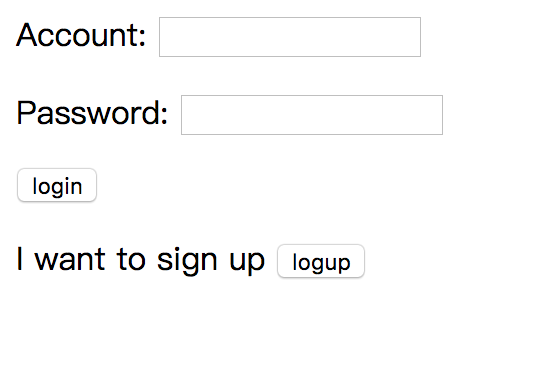 Account:
Password:
login
I want to sign up logup